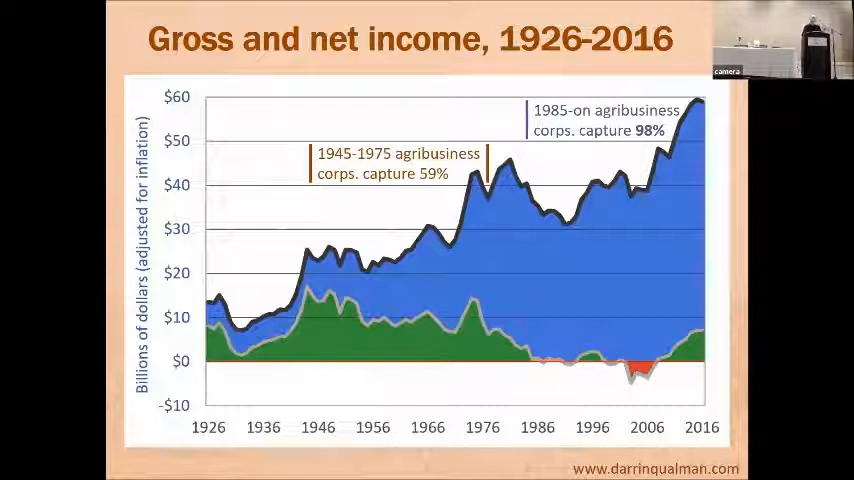 Gross and net income, 1926-2016
camera
Billions of dollars (adjusted for inflation)
$60
$50
$40
$30
$20
$10
$0
-$10
1985-on agribusiness
corps. capture 98%
1945-1975 agribusiness
corps. capture 59%
1926 1936 1946 1956 1966 1976 1986 1996 2006 2016
www.darrinqualman.com